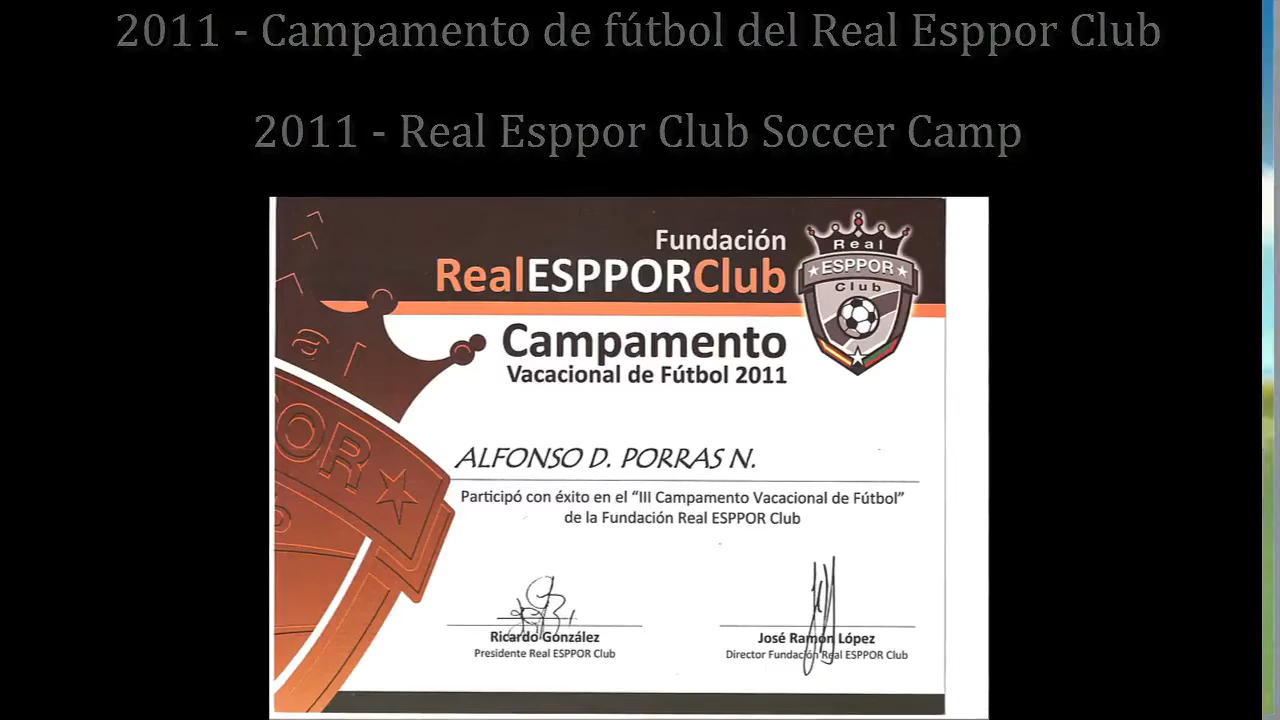 2011 - Campamento de fútbol del Real Esppor Club
2011 - Real Esppor Club Soccer Camp
Fundación
RealESPPORClub
Real
ESPPOR
Club
Campamento
Vacacional de Fútbol 2011
al
SOR
ALFONSO D. PORRAS N.
Participó con éxito en el “III Campamento Vacacional de Fútbol”
de la Fundación Real ESPPOR Club
Ricardo González
José Ramón López
Presidente Real ESPPOR Club
Director Fundación Real ESPPOR Club